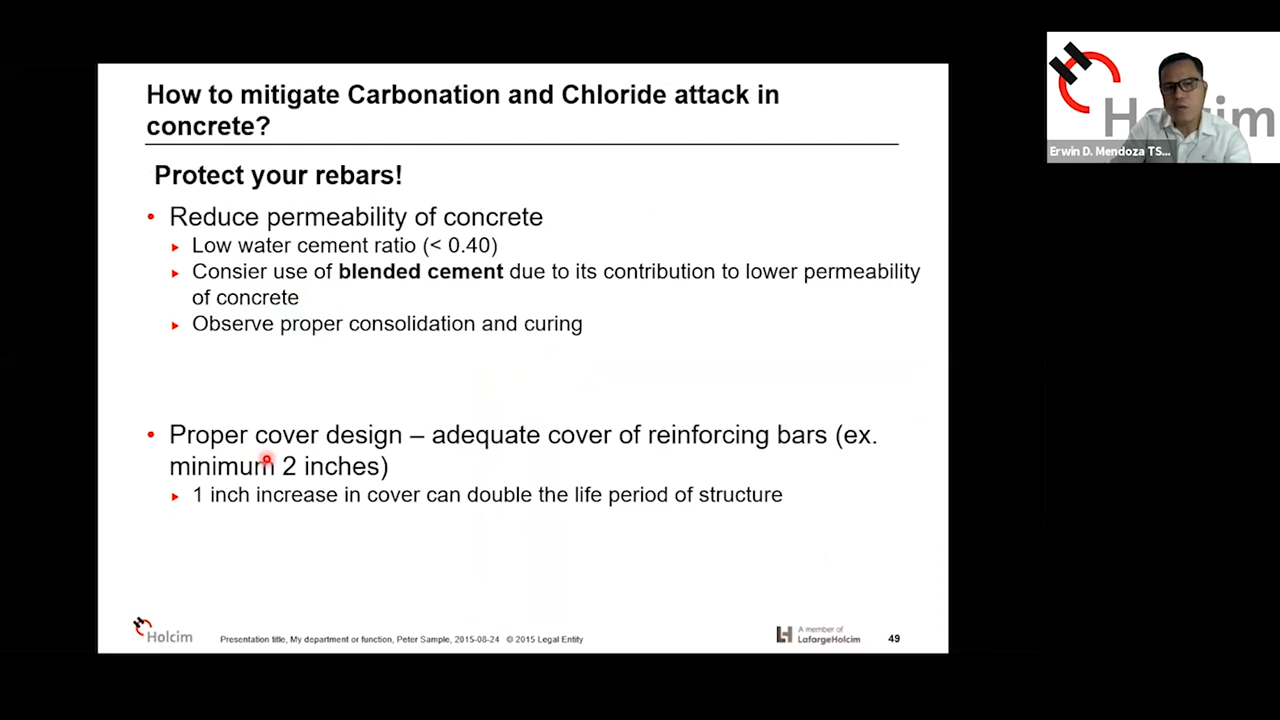 How to mitigate Carbonation and Chloride attack in
concrete?
Protect your rebars!
• Reduce permeability of concrete
Low water cement ratio (< 0.40)
Consier use of blended cement due to its contribution to lower permeability
of concrete
Observe proper consolidation and curing
• Proper cover design – adequate cover of reinforcing bars (ex.
minimum 2 inches)
1 inch increase in cover can double the life period of structure
Holcim
Presentation title, My department or function, Peter Sample, 2015-08-24 © 2015 Legal Entity
A member of
LafargeHolcim
49
Holcim
Erwin D. Mendoza TS...